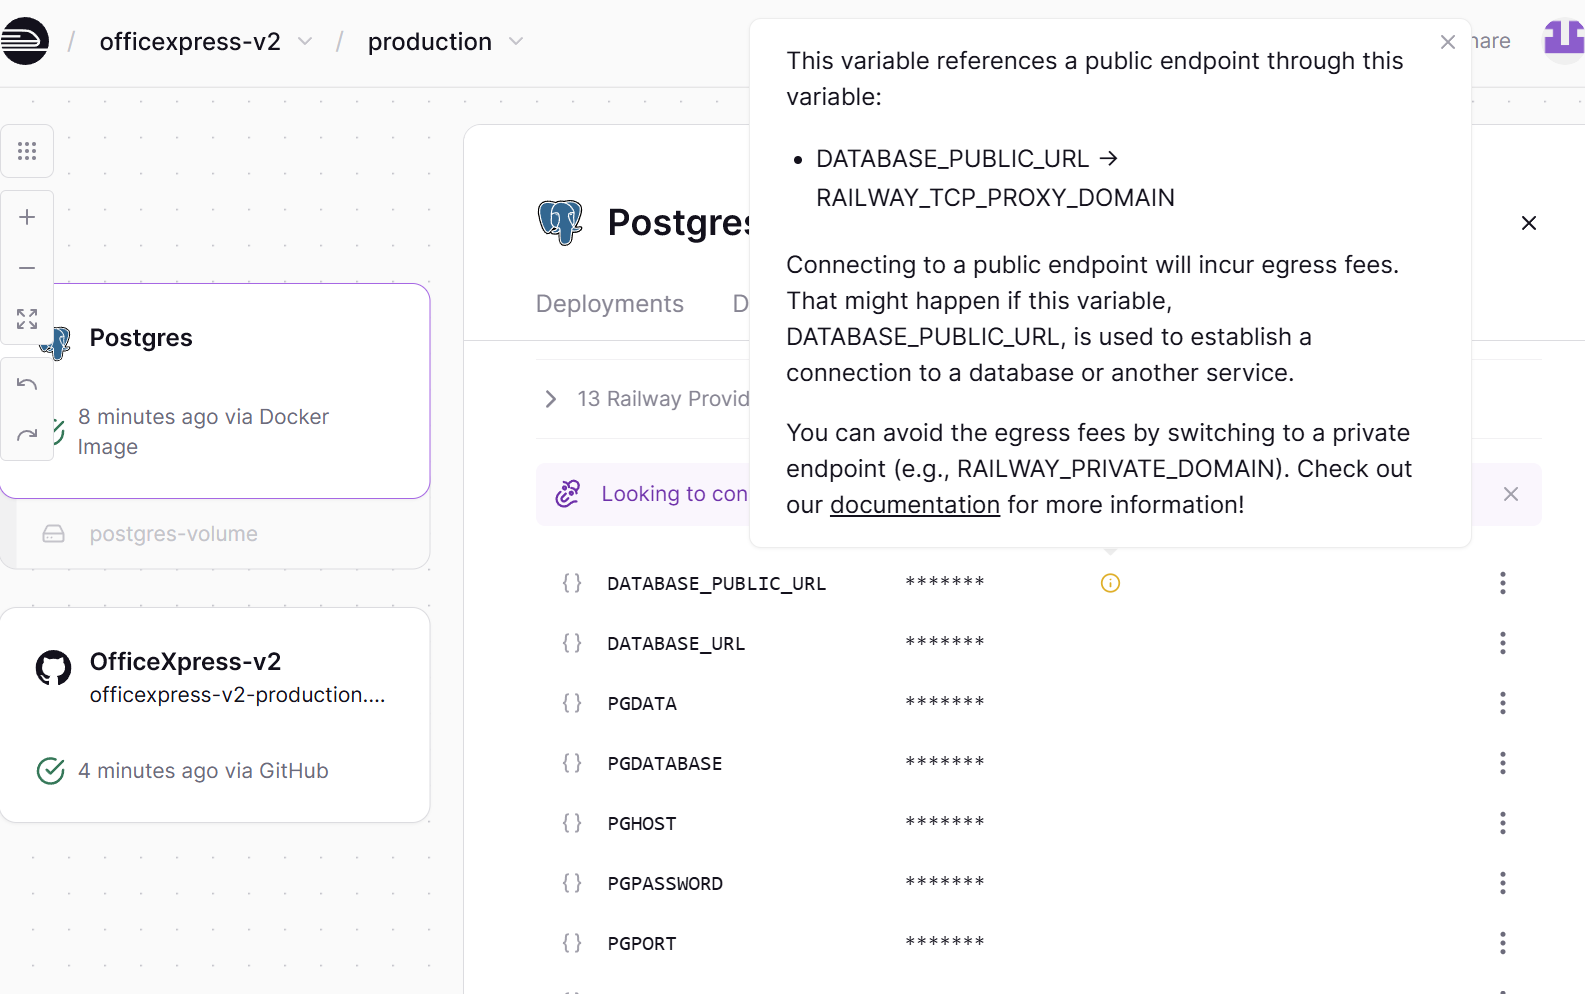 / officexpress-v2 / production
This variable references a public endpoint through this
variable:
• DATABASE_PUBLIC_URL →
RAILWAY_TCP_PROXY_DOMAIN
Connecting to a public endpoint will incur egress fees.
That might happen if this variable,
DATABASE_PUBLIC_URL, is used to establish a
connection to a database or another service.
You can avoid the egress fees by switching to a private
endpoint (e.g., RAILWAY_PRIVATE_DOMAIN). Check out
our documentation for more information!
Postgres
8 minutes ago via Docker
Image
postgres-volume
OfficeXpress-v2
officexpress-v2-production....
4 minutes ago via GitHub
Postgres
Deployments
13 Railway Provid
Looking to con
{} DATABASE_PUBLIC_URL *******
{} DATABASE_URL *******
{} PGDATA *******
{} PGDATABASE *******
{} PGHOST *******
{} PGPASSWORD *******
{} PGPORT *******